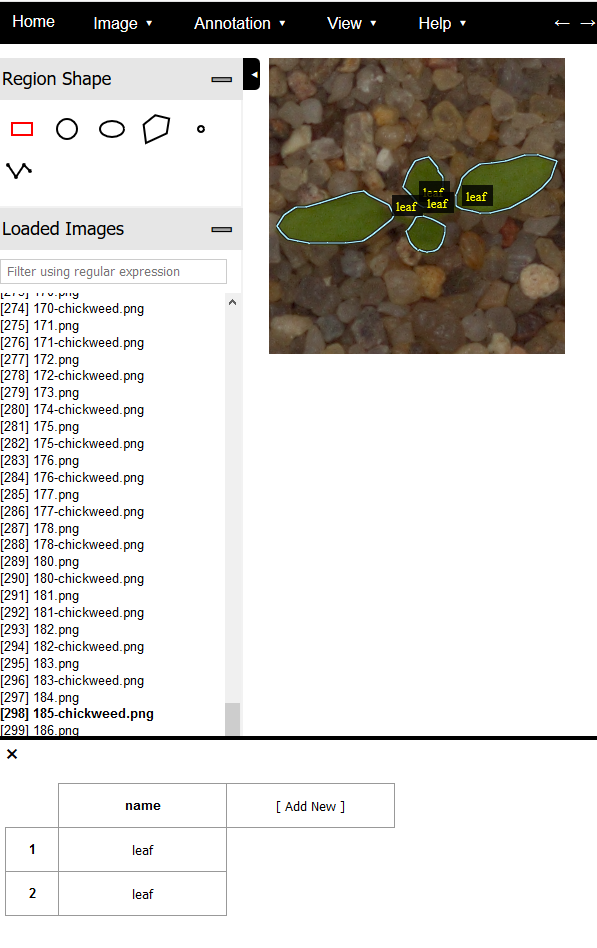 Home Image ▾ Annotation ▾ View ▾ Help ▾ ← →
Region Shape
Loaded Images
Filter using regular expression
[273] 170.png
[274] 170-chickweed.png
[275] 171.png
[276] 171-chickweed.png
[277] 172.png
[278] 172-chickweed.png
[279] 173.png
[280] 174-chickweed.png
[281] 175.png
[282] 175-chickweed.png
[283] 176.png
[284] 176-chickweed.png
[285] 177.png
[286] 177-chickweed.png
[287] 178.png
[288] 178-chickweed.png
[289] 180.png
[290] 180-chickweed.png
[291] 181.png
[292] 181-chickweed.png
[293] 182.png
[294] 182-chickweed.png
[295] 183.png
[296] 183-chickweed.png
[297] 184.png
[298] 185-chickweed.png
[299] 186.png
leaf
leaf
leaf
leaf
name [ Add New ]
1 leaf
2 leaf